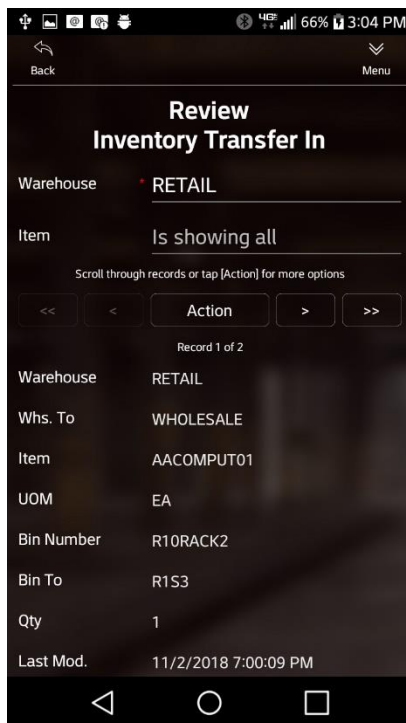 4GE 66% 3:04 PM
Back Menu
Review
Inventory Transfer In
Warehouse * RETAIL
Item Is showing all
Scroll through records or tap [Action] for more options
<< < Action > >>
Record 1 of 2
Warehouse RETAIL
Whs. To WHOLESALE
Item AACOMPUT01
UOM EA
Bin Number R10RACK2
Bin To R1S3
Qty 1
Last Mod. 11/2/2018 7:00:09 PM